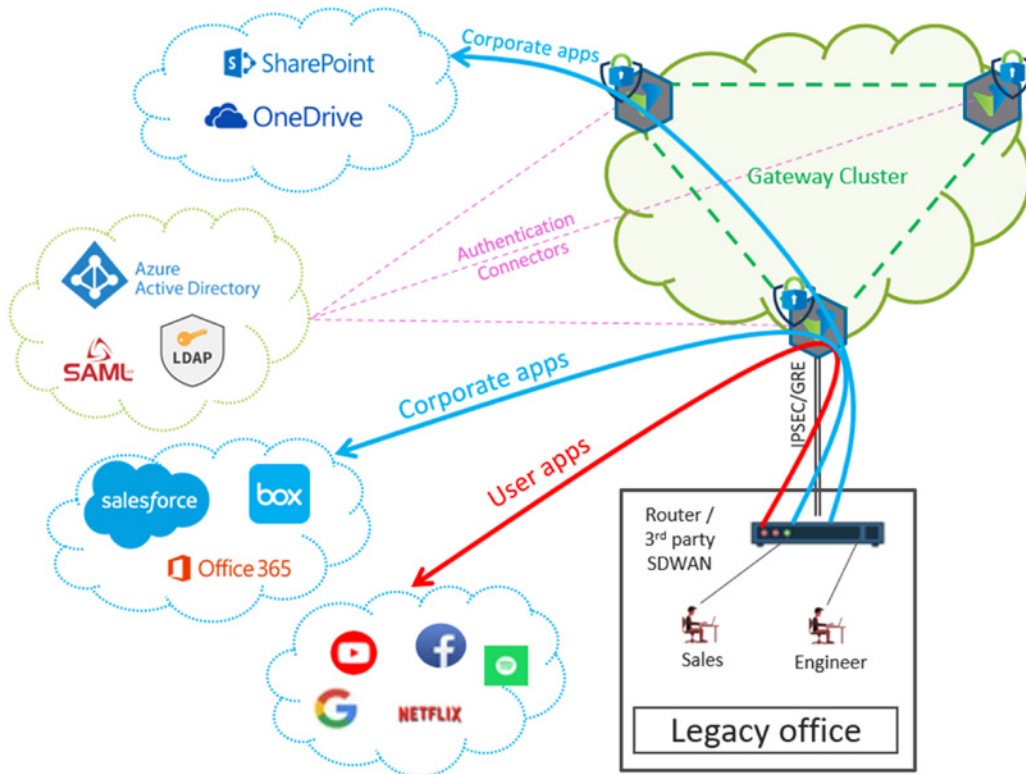 Corporate apps
S
SharePoint
OneDrive
Gateway Cluster
Authentication
Connectors
Azure
Active Directory
SAML
LDAP
Corporate apps
salesforce
box
Office 365
User apps
IPSEC/GRE
Router /
3rd party
SDWAN
Sales
Engineer
Legacy office
f
G
NETFLIX